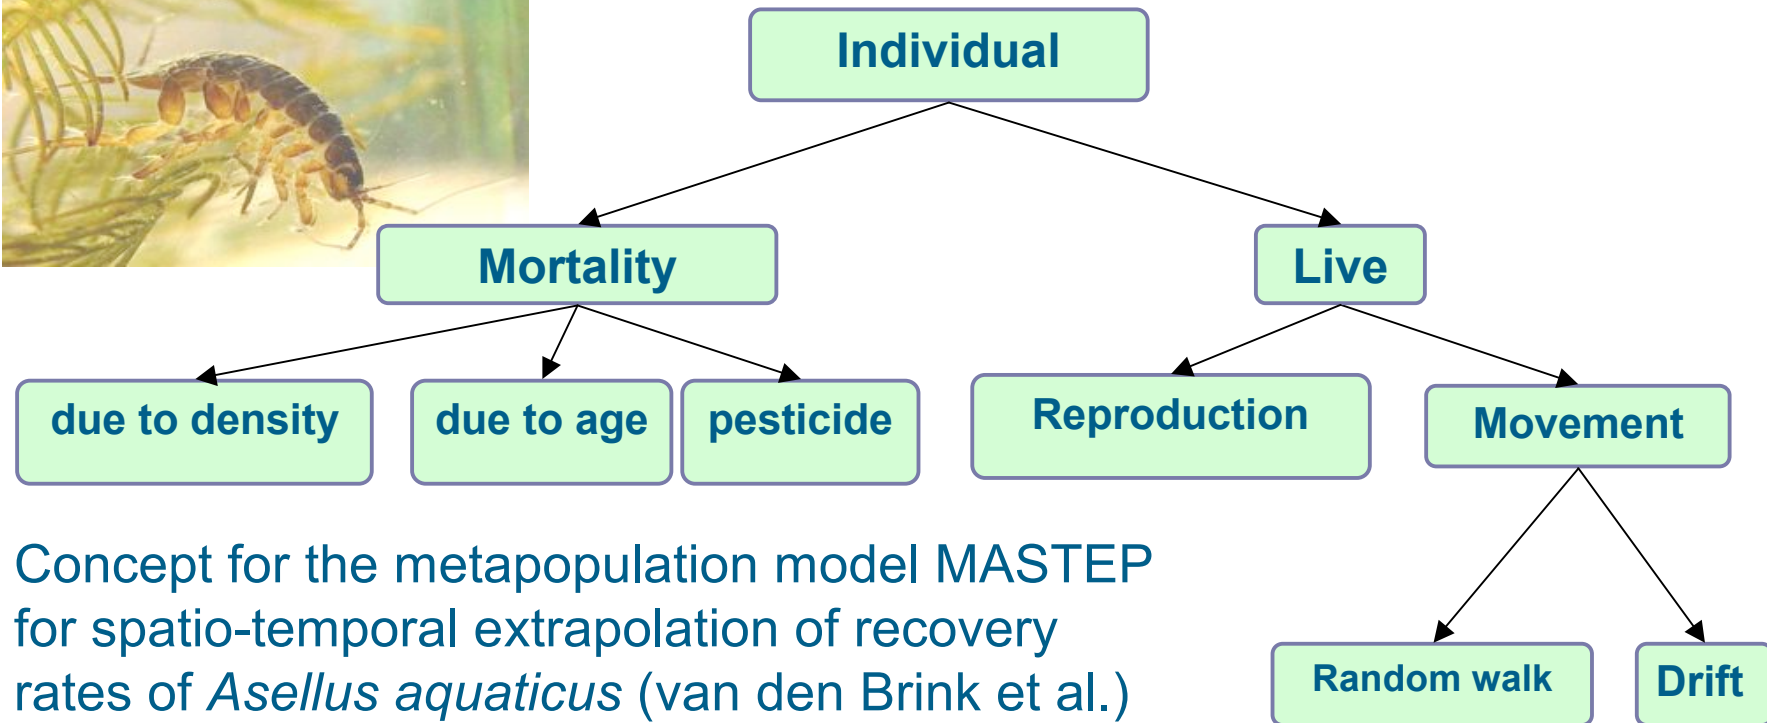 Individual
Mortality
Live
due to density
due to age
pesticide
Reproduction
Movement
Concept for the metapopulation model MASTEP
for spatio-temporal extrapolation of recovery
rates of Asellus aquaticus (van den Brink et al.)
Random walk
Drift